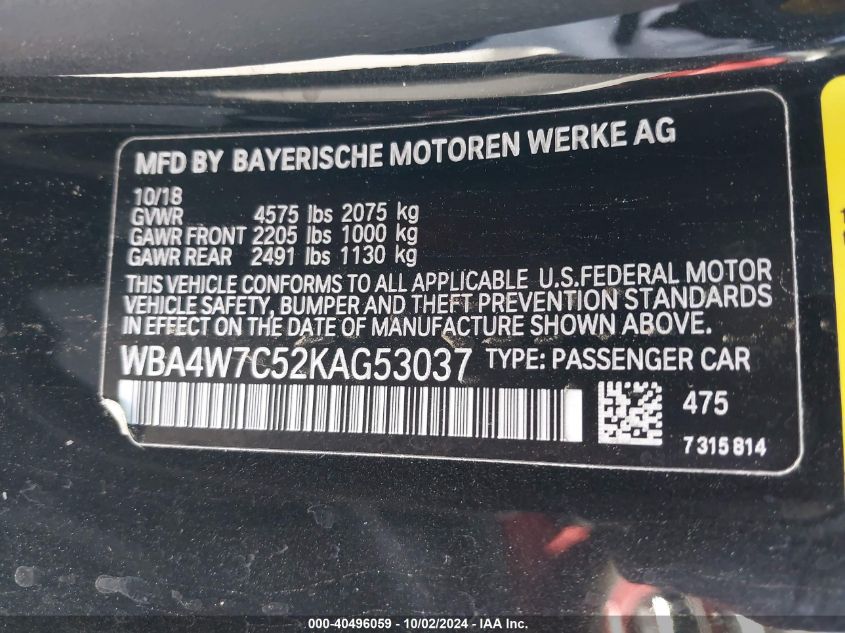 MFD BY BAYERISCHE MOTOREN WERKE AG
10/18
GVWR 4575 lbs 2075 kg
GAWR FRONT 2205 lbs 1000 kg
GAWR REAR 2491 lbs 1130 kg
THIS VEHICLE CONFORMS TO ALL APPLICABLE U.S.FEDERAL MOTOR
VEHICLE SAFETY, BUMPER AND THEFT PREVENTION STANDARDS
IN EFFECT ON THE DATE OF MANUFACTURE SHOWN ABOVE.
WBA4W7C52KAG53037 TYPE: PASSENGER CAR
475
7 315 814
000-40496059 - 10/02/2024 - IAA Inc.